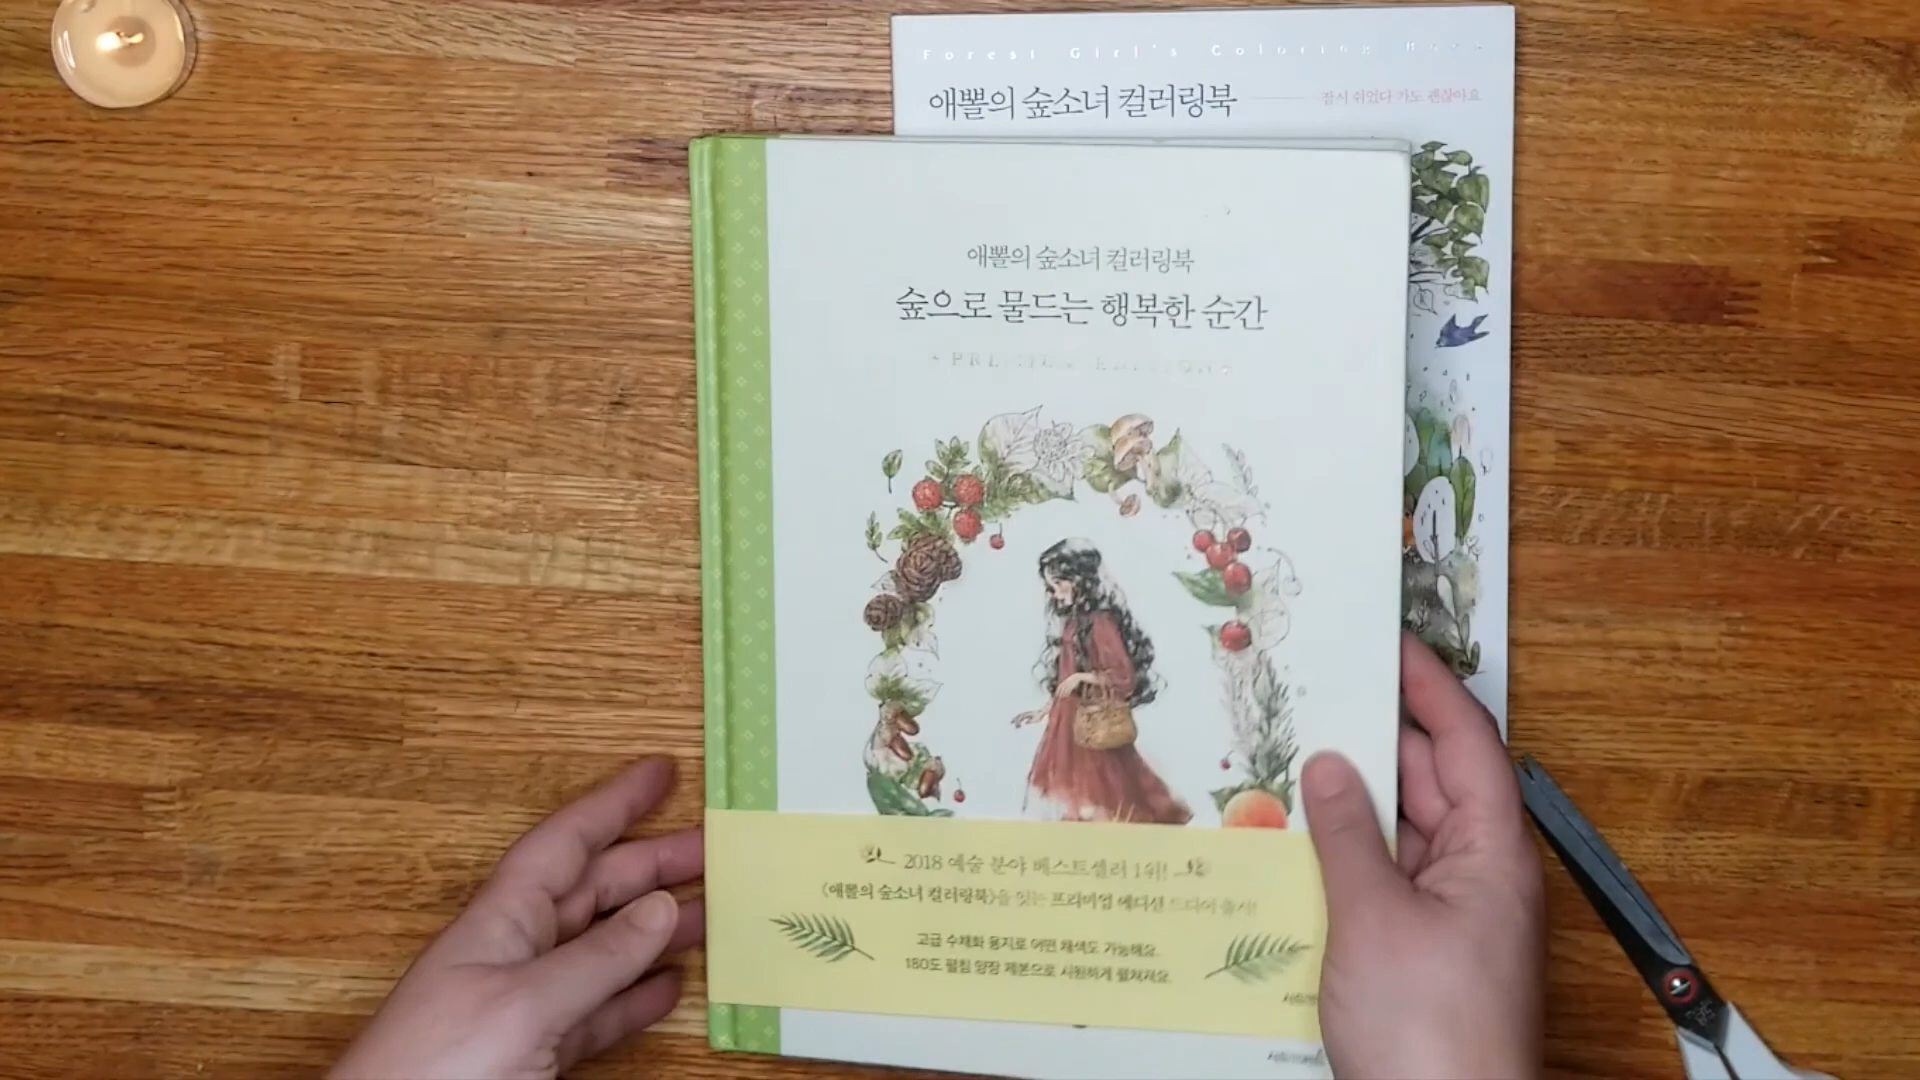 Forest Girl's Coloring Book
애뽈의 숲소녀 컬러링북
잠시 쉬었다 가도 괜찮아요
애뽈의 숲소녀 컬러링북
숲으로 물드는 행복한 순간
PREMIUM EDITION
2018 예술 분야 베스트셀러 1위!
《애뽈의 숲소녀 컬러링북》을 잇는 프리미엄 에디션 드디어 출시!
고급 수채화 용지로 어떤 채색도 가능해요.
180도 펼침 양장 제본으로 시원하게 펼쳐져요.